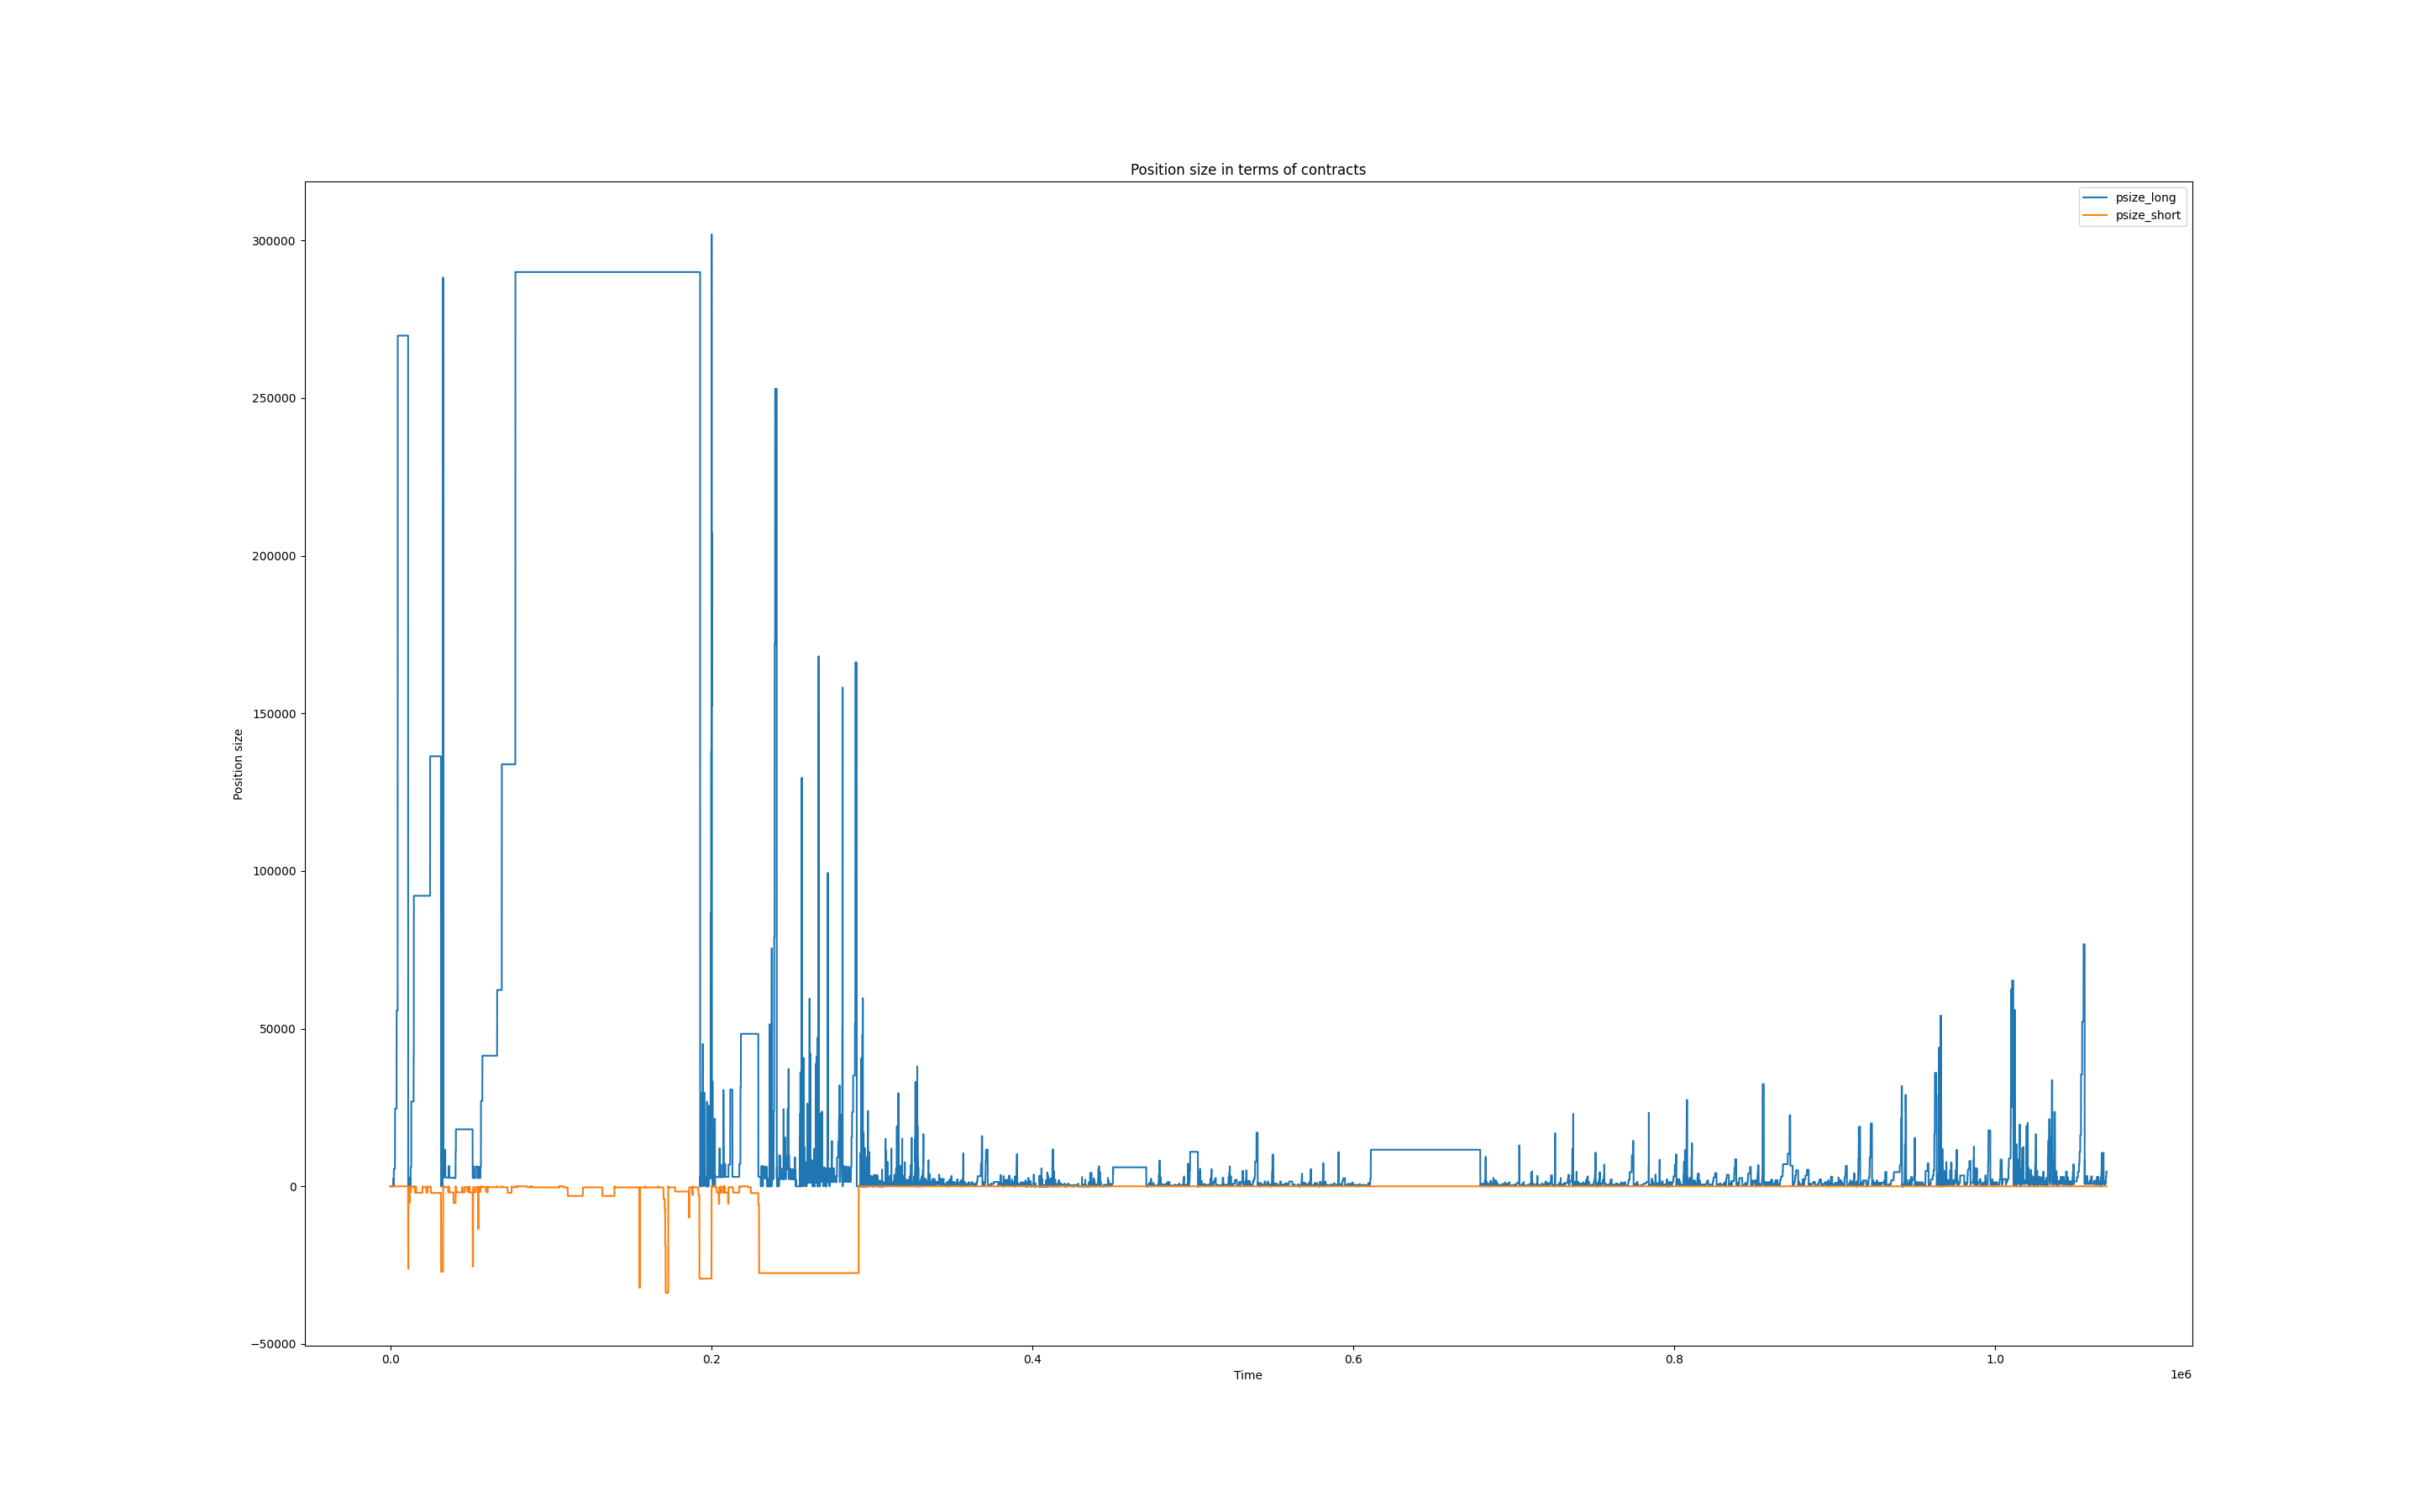 Position size in terms of contracts
psize_long
psize_short
300000
250000
200000
150000
100000
50000
0
−50000
Position size
0.0 0.2 0.4 0.6 0.8 1.0
Time
1e6